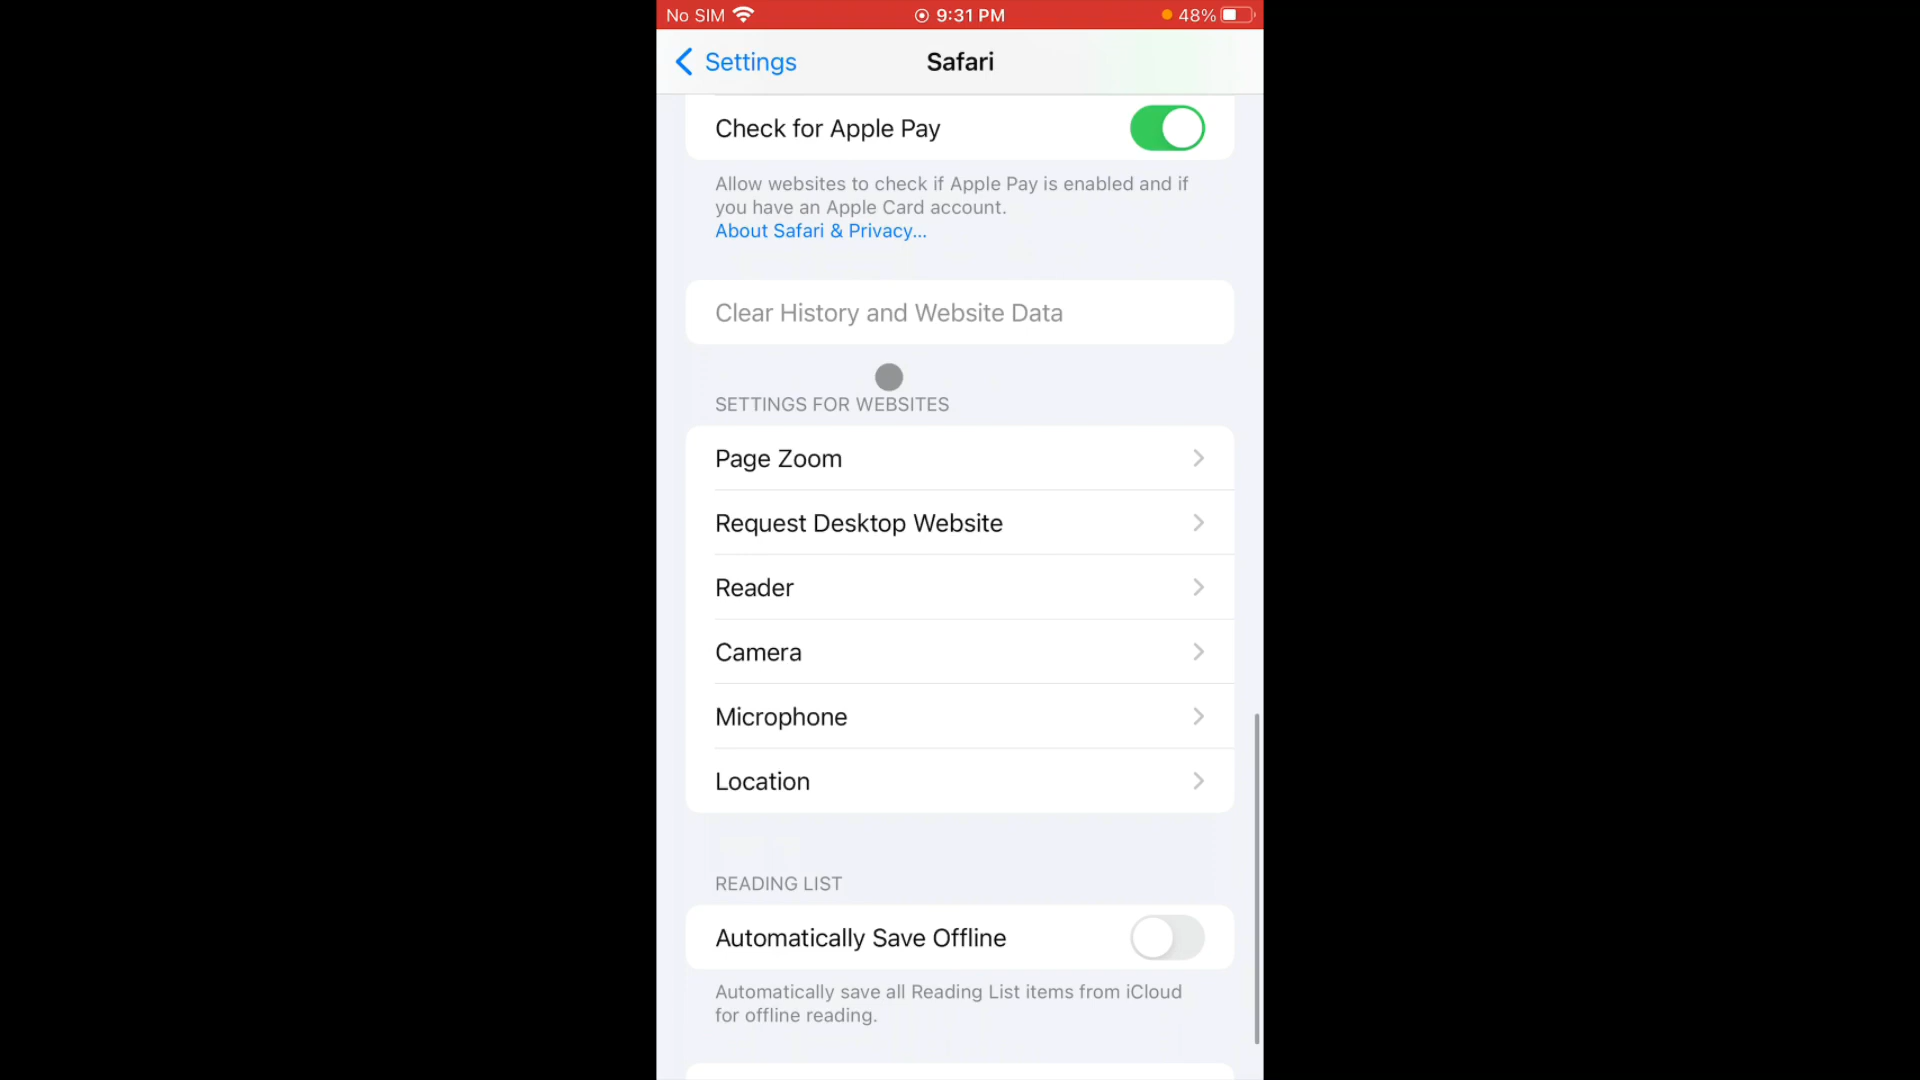 No SIM 9:31 PM 48%
Settings Safari
Check for Apple Pay
Allow websites to check if Apple Pay is enabled and if
you have an Apple Card account.
About Safari & Privacy...
Clear History and Website Data
SETTINGS FOR WEBSITES
Page Zoom
Request Desktop Website
Reader
Camera
Microphone
Location
READING LIST
Automatically Save Offline
Automatically save all Reading List items from iCloud
for offline reading.